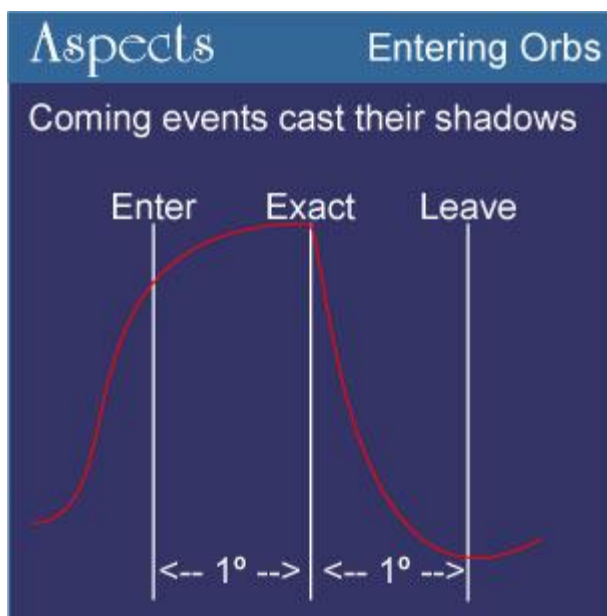 Aspects Entering Orbs
Coming events cast their shadows
Enter Exact Leave
<-- 1º --> <-- 1º -->